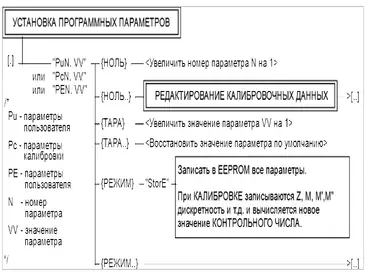 УСТАНОВКА ПРОГРАММНЫХ ПАРАМЕТРОВ
[.] "PuN. VV" {НОЛЬ} <Увеличить номер параметра N на 1>
или "PcN. VV"
или "PEN. VV" {НОЛЬ..} РЕДАКТИРОВАНИЕ КАЛИБРОВОЧНЫХ ДАННЫХ >[..]
/*
Pu - параметры пользователя {ТАРА} <Увеличить значение параметра VV на 1>
{ТАРА..} <Восстановить значение параметра по умолчанию>
Pc - параметры калибровки
PE - параметры пользователя {РЕЖИМ} "StorE"
Записать в EEPROM все параметры.
При КАЛИБРОВКЕ записываются Z, M, M",M"
дискретность и т.д. и вычисляется новое
значение КОНТРОЛЬНОГО ЧИСЛА.
N - номер параметра
VV - значение параметра
*/ {РЕЖИМ..} >[..]